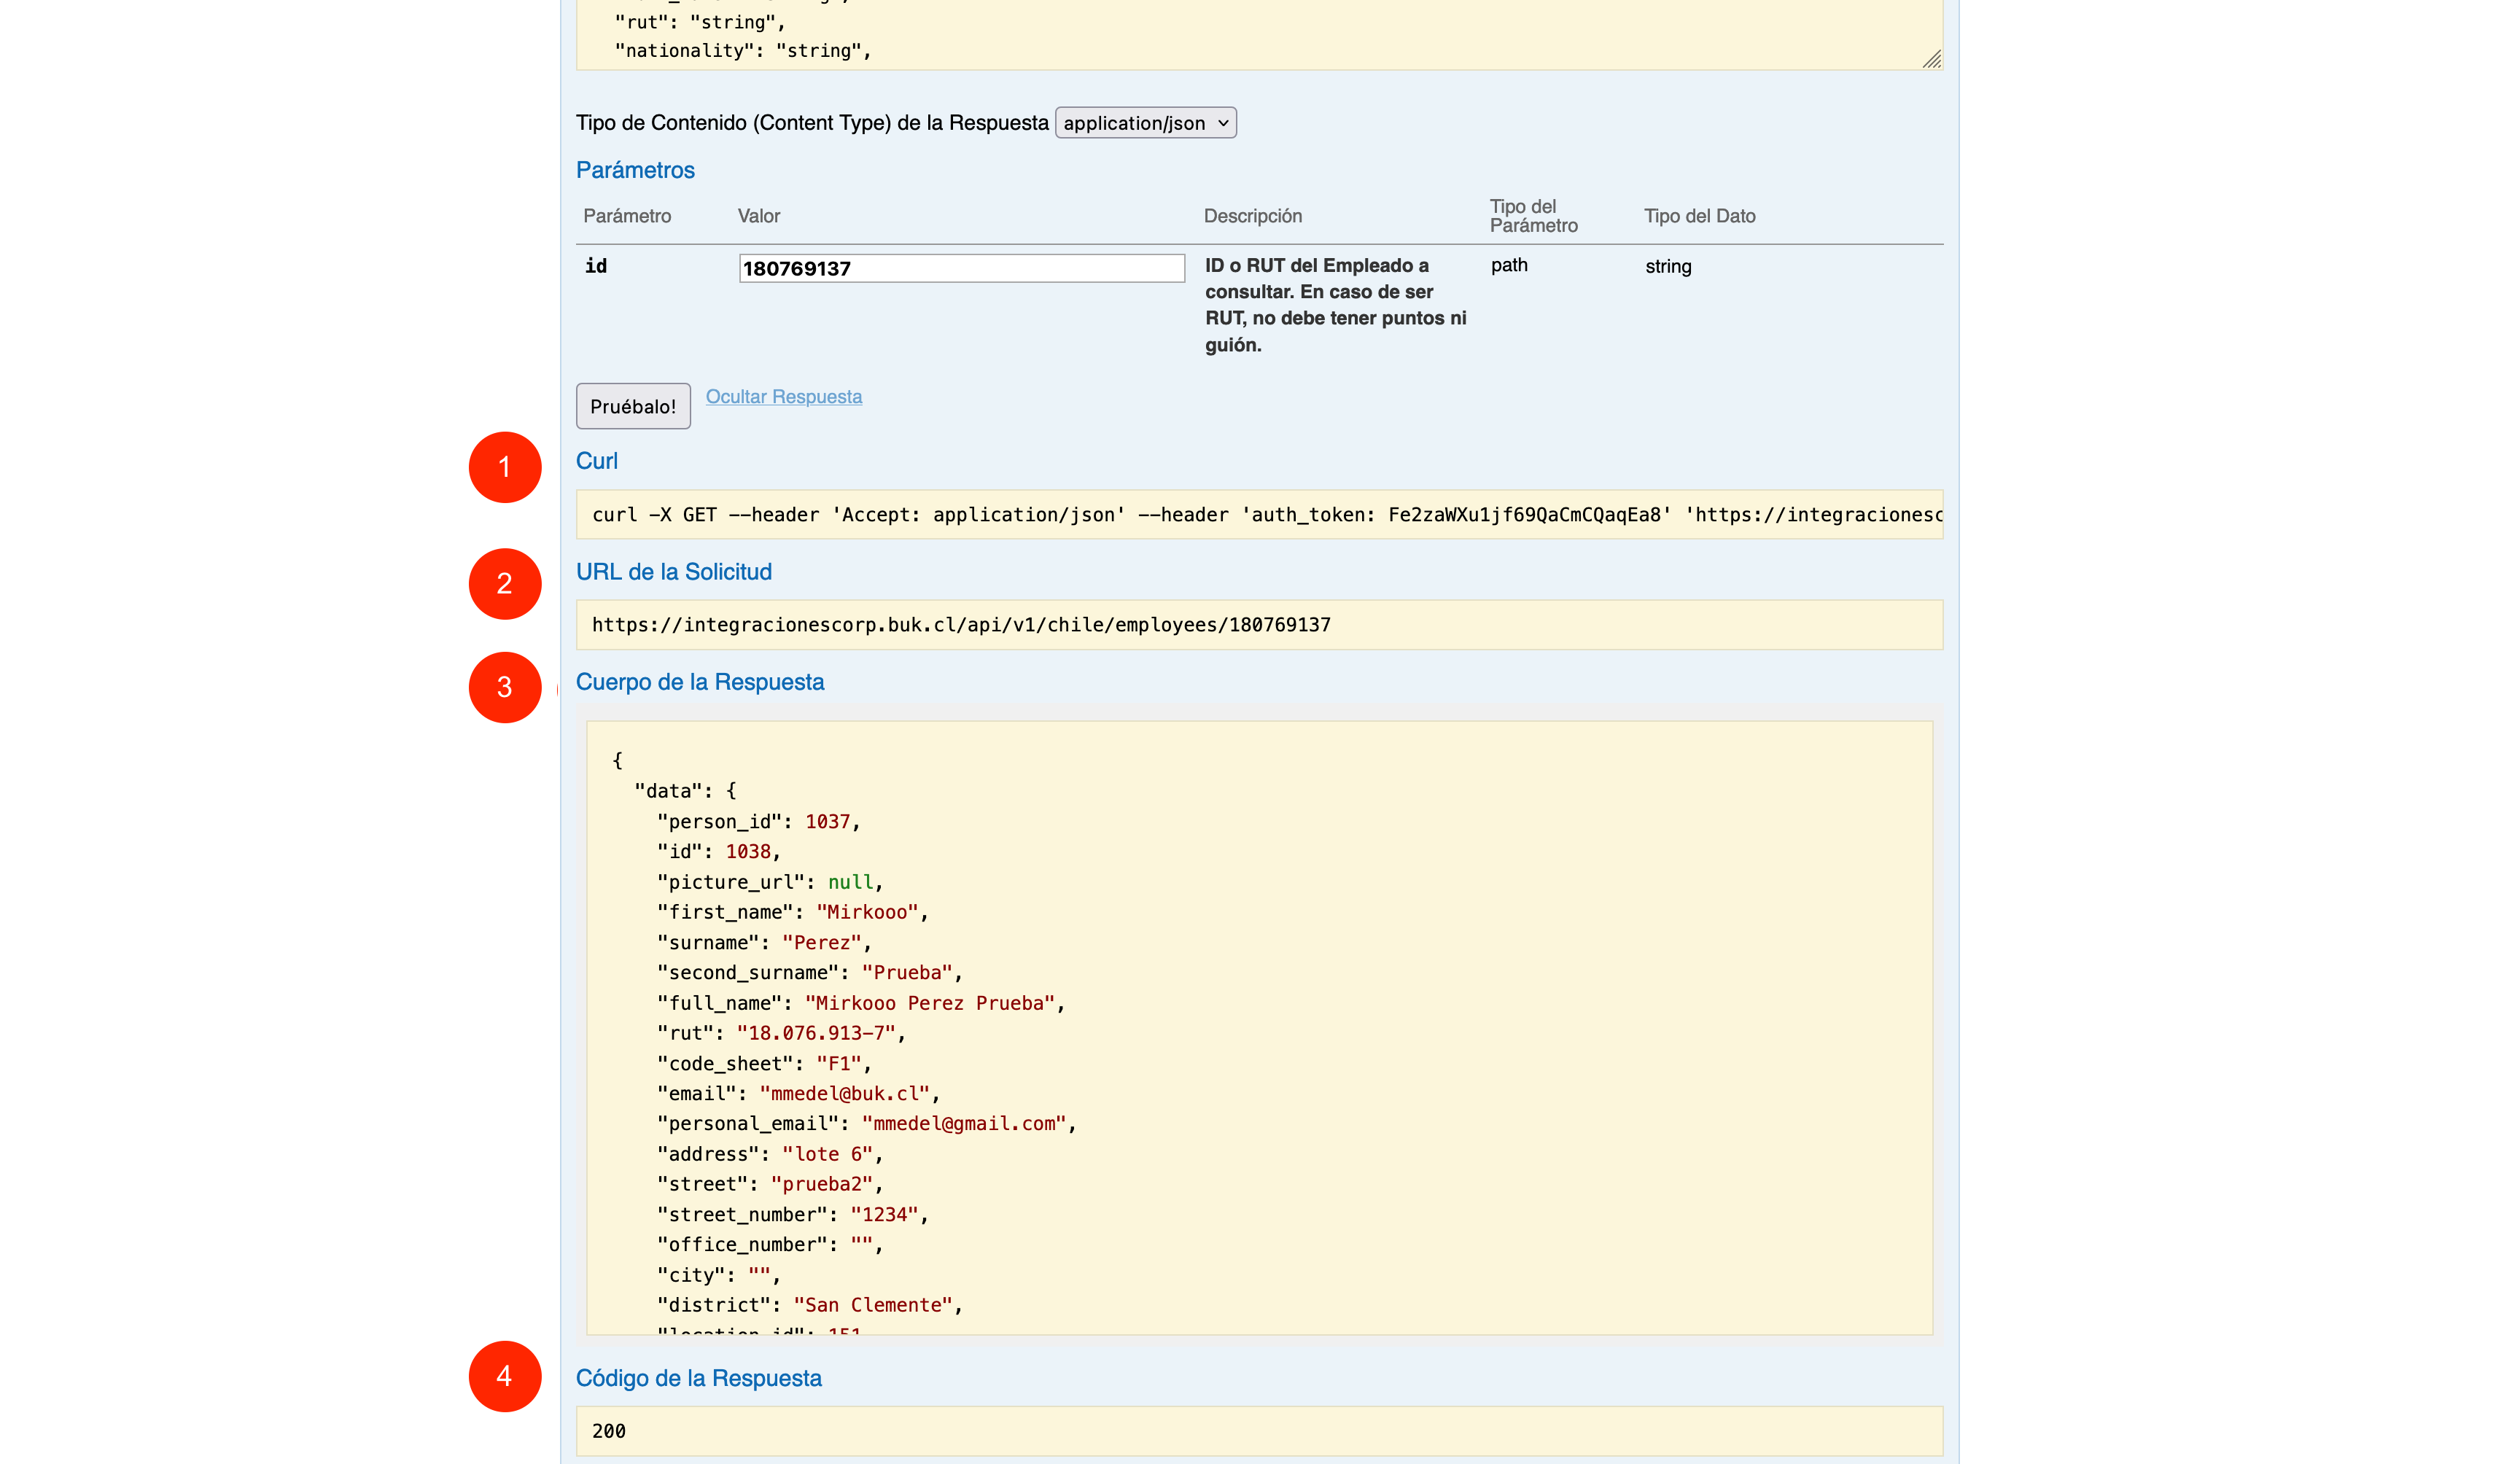 "rut": "string",
"nationality": "string",
Tipo de Contenido (Content Type) de la Respuesta application/json
Parámetros
Parámetro Valor Descripción Tipo del Parámetro Tipo del Dato
id 180769137 ID o RUT del Empleado a consultar. En caso de ser RUT, no debe tener puntos ni guión. path string
Pruébalo! Ocultar Respuesta
1 Curl
curl -X GET --header 'Accept: application/json' --header 'auth_token: Fe2zaWXu1jf69QaCmCQaqEa8' 'https://integracionesc
2 URL de la Solicitud
https://integracionescorp.buk.cl/api/v1/chile/employees/180769137
3 Cuerpo de la Respuesta
{
"data": {
"person_id": 1037,
"id": 1038,
"picture_url": null,
"first_name": "Mirkooo",
"surname": "Perez",
"second_surname": "Prueba",
"full_name": "Mirkooo Perez Prueba",
"rut": "18.076.913-7",
"code_sheet": "F1",
"email": "mmedel@buk.cl",
"personal_email": "mmedel@gmail.com",
"address": "lote 6",
"street": "prueba2",
"street_number": "1234",
"office_number": "",
"city": "",
"district": "San Clemente",
"location_id": 151
4 Código de la Respuesta
200